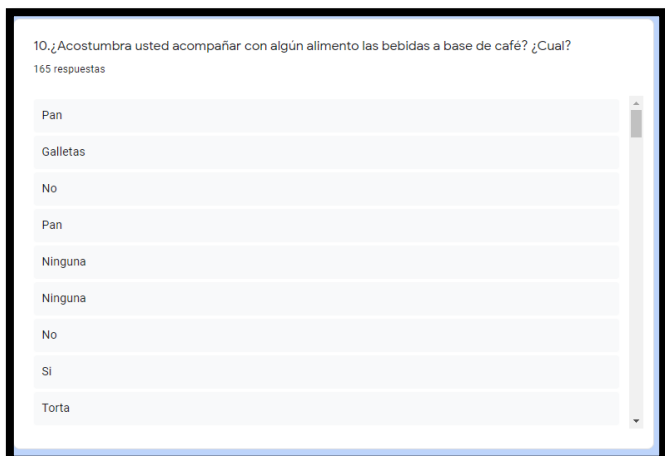 10.¿Acostumbra usted acompañar con algún alimento las bebidas a base de café? ¿Cual?
165 respuestas
Pan
Galletas
No
Pan
Ninguna
Ninguna
No
Si
Torta